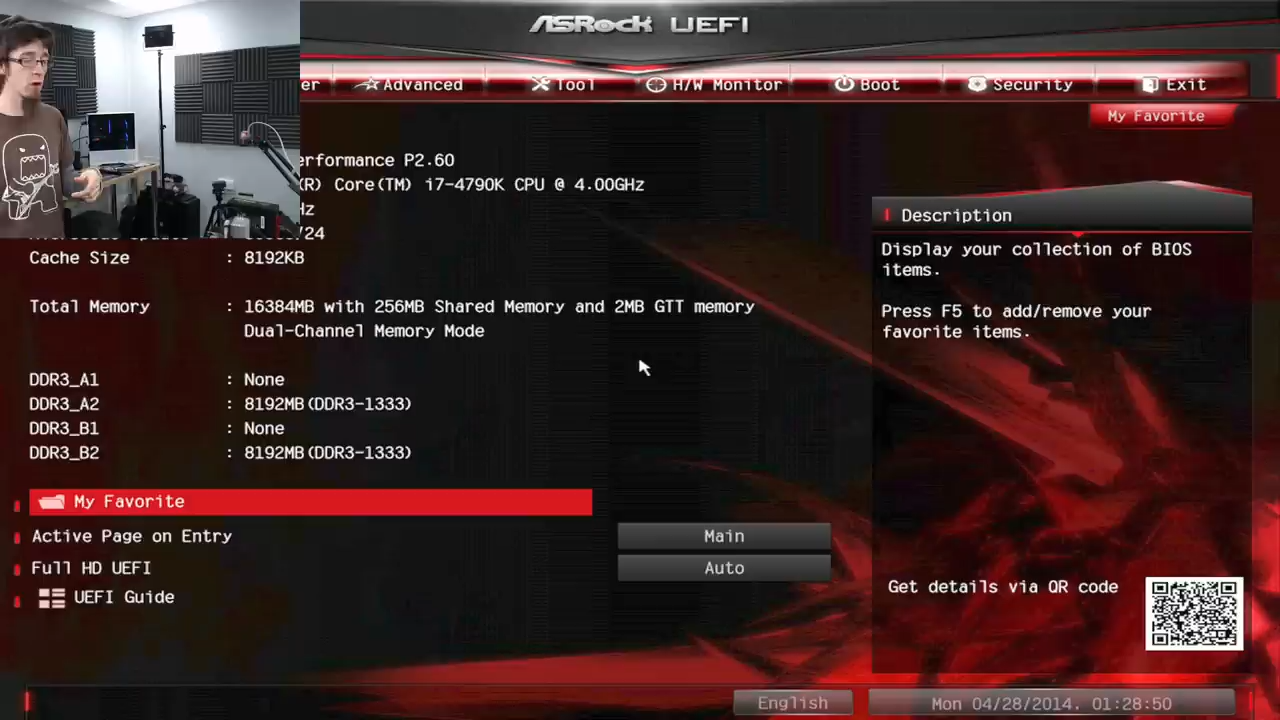 ASRock UEFI
er
Advanced
Tool
H/W Monitor
Boot
Security
Exit
My Favorite
erformance P2.60
(R) Core(TM) i7-4790K CPU @ 4.00GHz
Hz
/24
Cache Size : 8192KB
Total Memory : 16384MB with 256MB Shared Memory and 2MB GTT memory
Dual-Channel Memory Mode
DDR3_A1 : None
DDR3_A2 : 8192MB(DDR3-1333)
DDR3_B1 : None
DDR3_B2 : 8192MB(DDR3-1333)
My Favorite
Active Page on Entry Main
Full HD UEFI Auto
UEFI Guide
Description
Display your collection of BIOS
items.
Press F5 to add/remove your
favorite items.
Get details via QR code
English
Mon 04/28/2014. 01:28:50